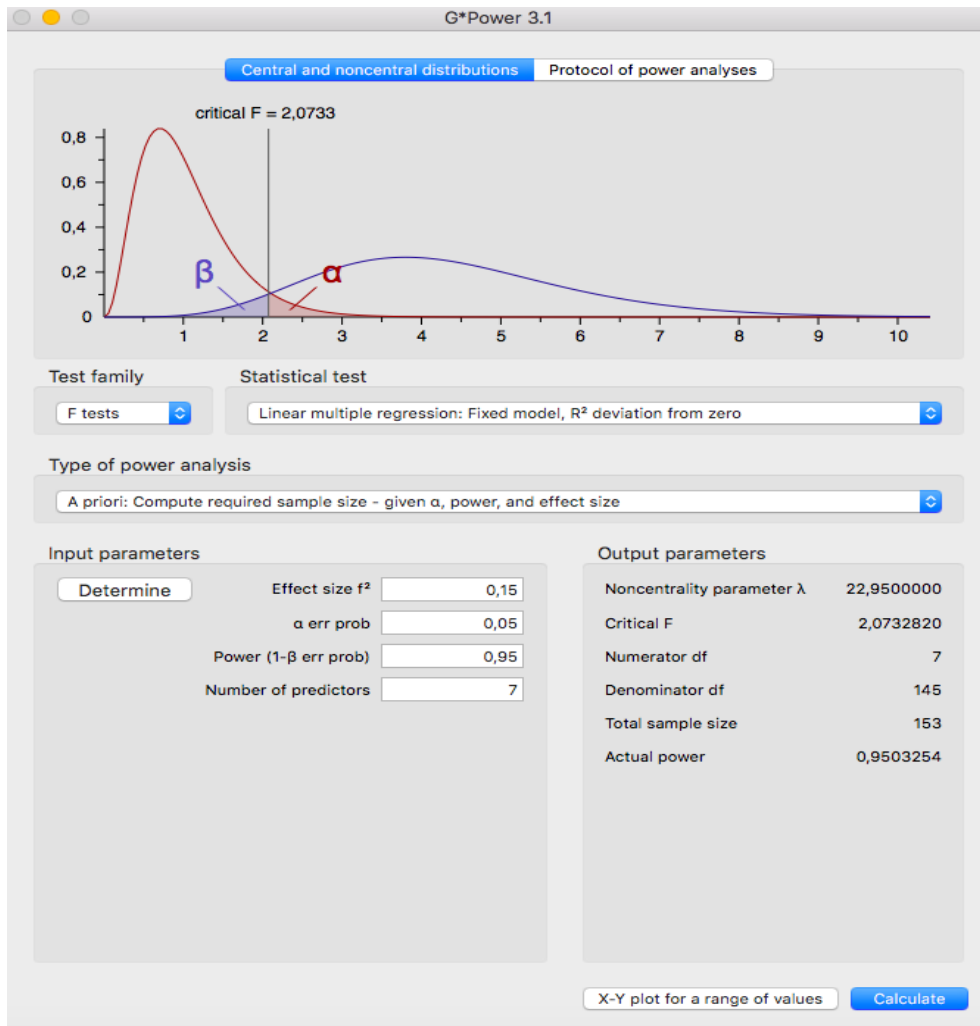 G*Power 3.1
Central and noncentral distributions Protocol of power analyses
critical F = 2,0733
0,8
0,6
0,4
0,2
0
β
α
1 2 3 4 5 6 7 8 9 10
Test family Statistical test
F tests Linear multiple regression: Fixed model, R² deviation from zero
Type of power analysis
A priori: Compute required sample size - given α, power, and effect size
Input parameters Output parameters
Determine Effect size f² 0,15 Noncentrality parameter λ 22,9500000
α err prob 0,05 Critical F 2,0732820
Power (1-β err prob) 0,95 Numerator df 7
Number of predictors 7 Denominator df 145
Total sample size 153
Actual power 0,9503254
X-Y plot for a range of values Calculate